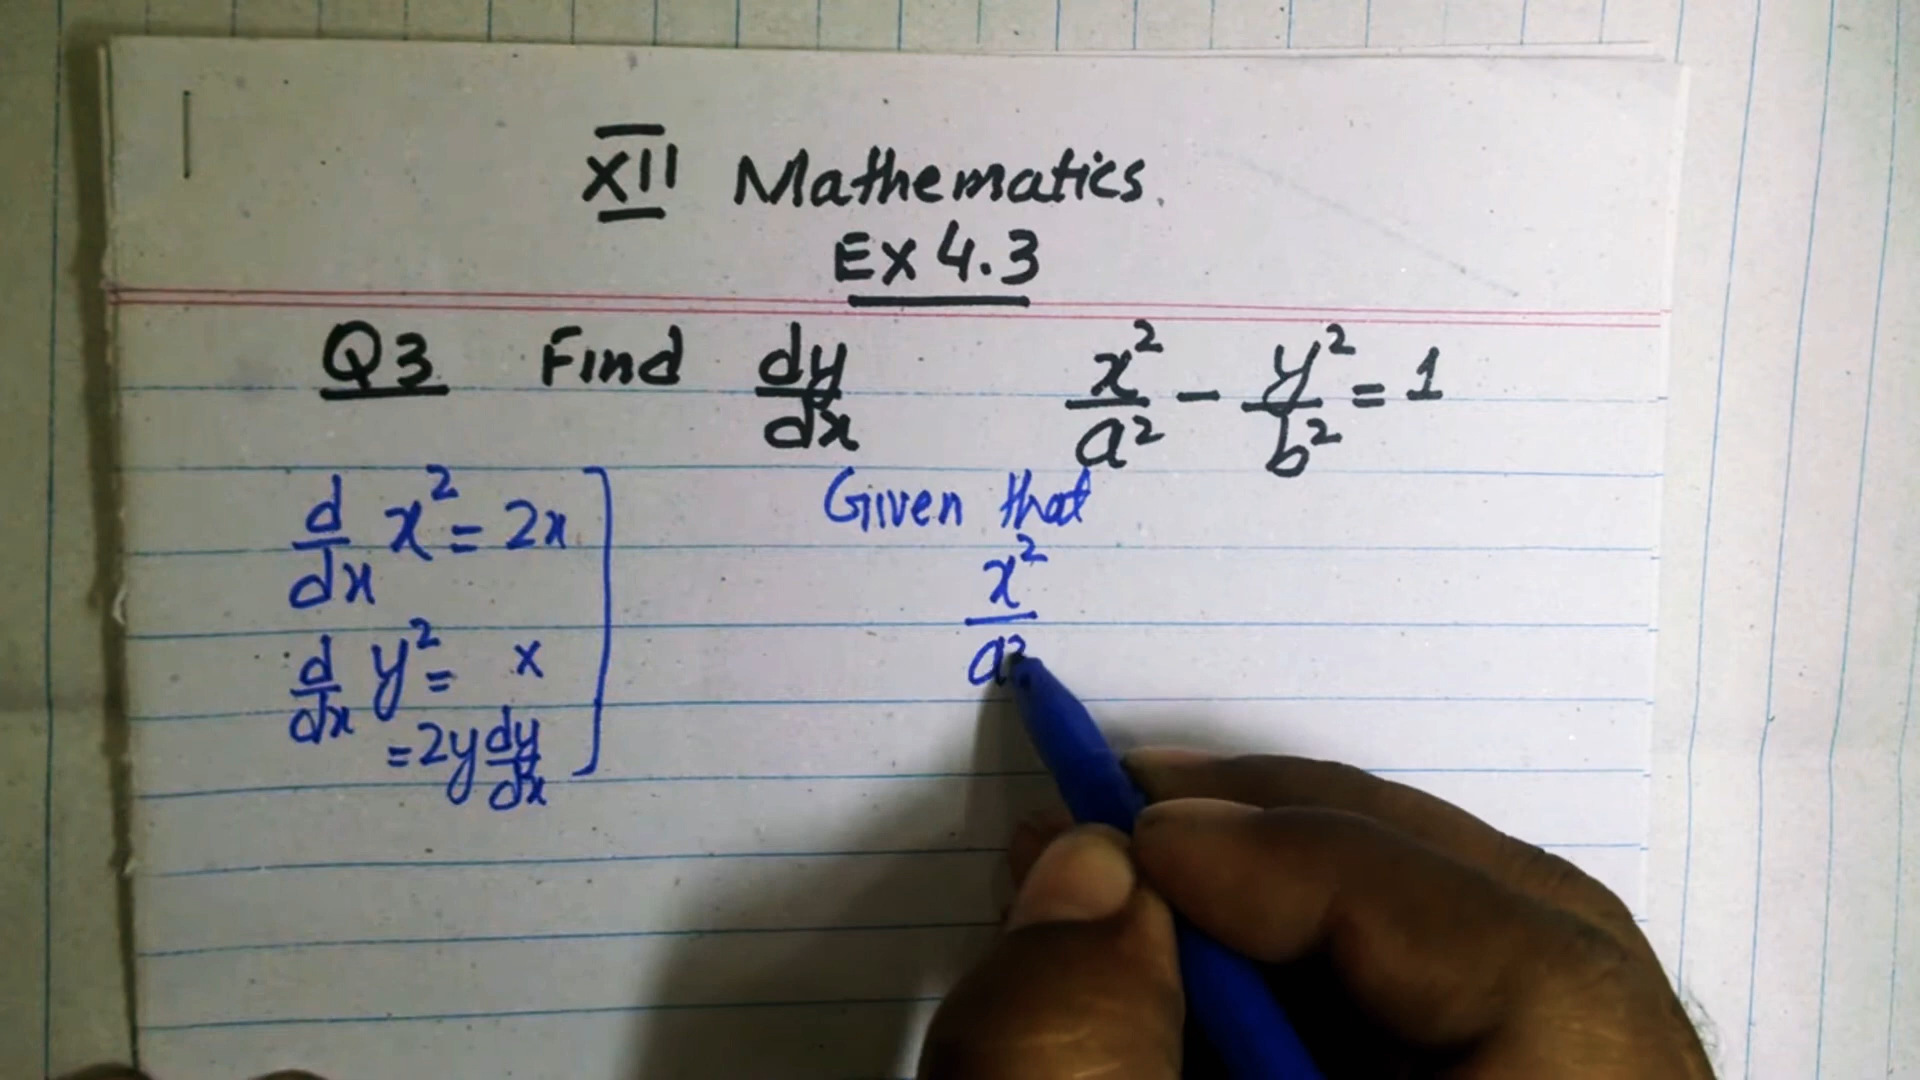 XII Mathematics.
Ex 4.3
Q3 Find dy/dx x²/a² - y²/b² = 1
d/dx x² = 2x
d/dx y² = x
= 2y dy/dx
Given that
x²/a²